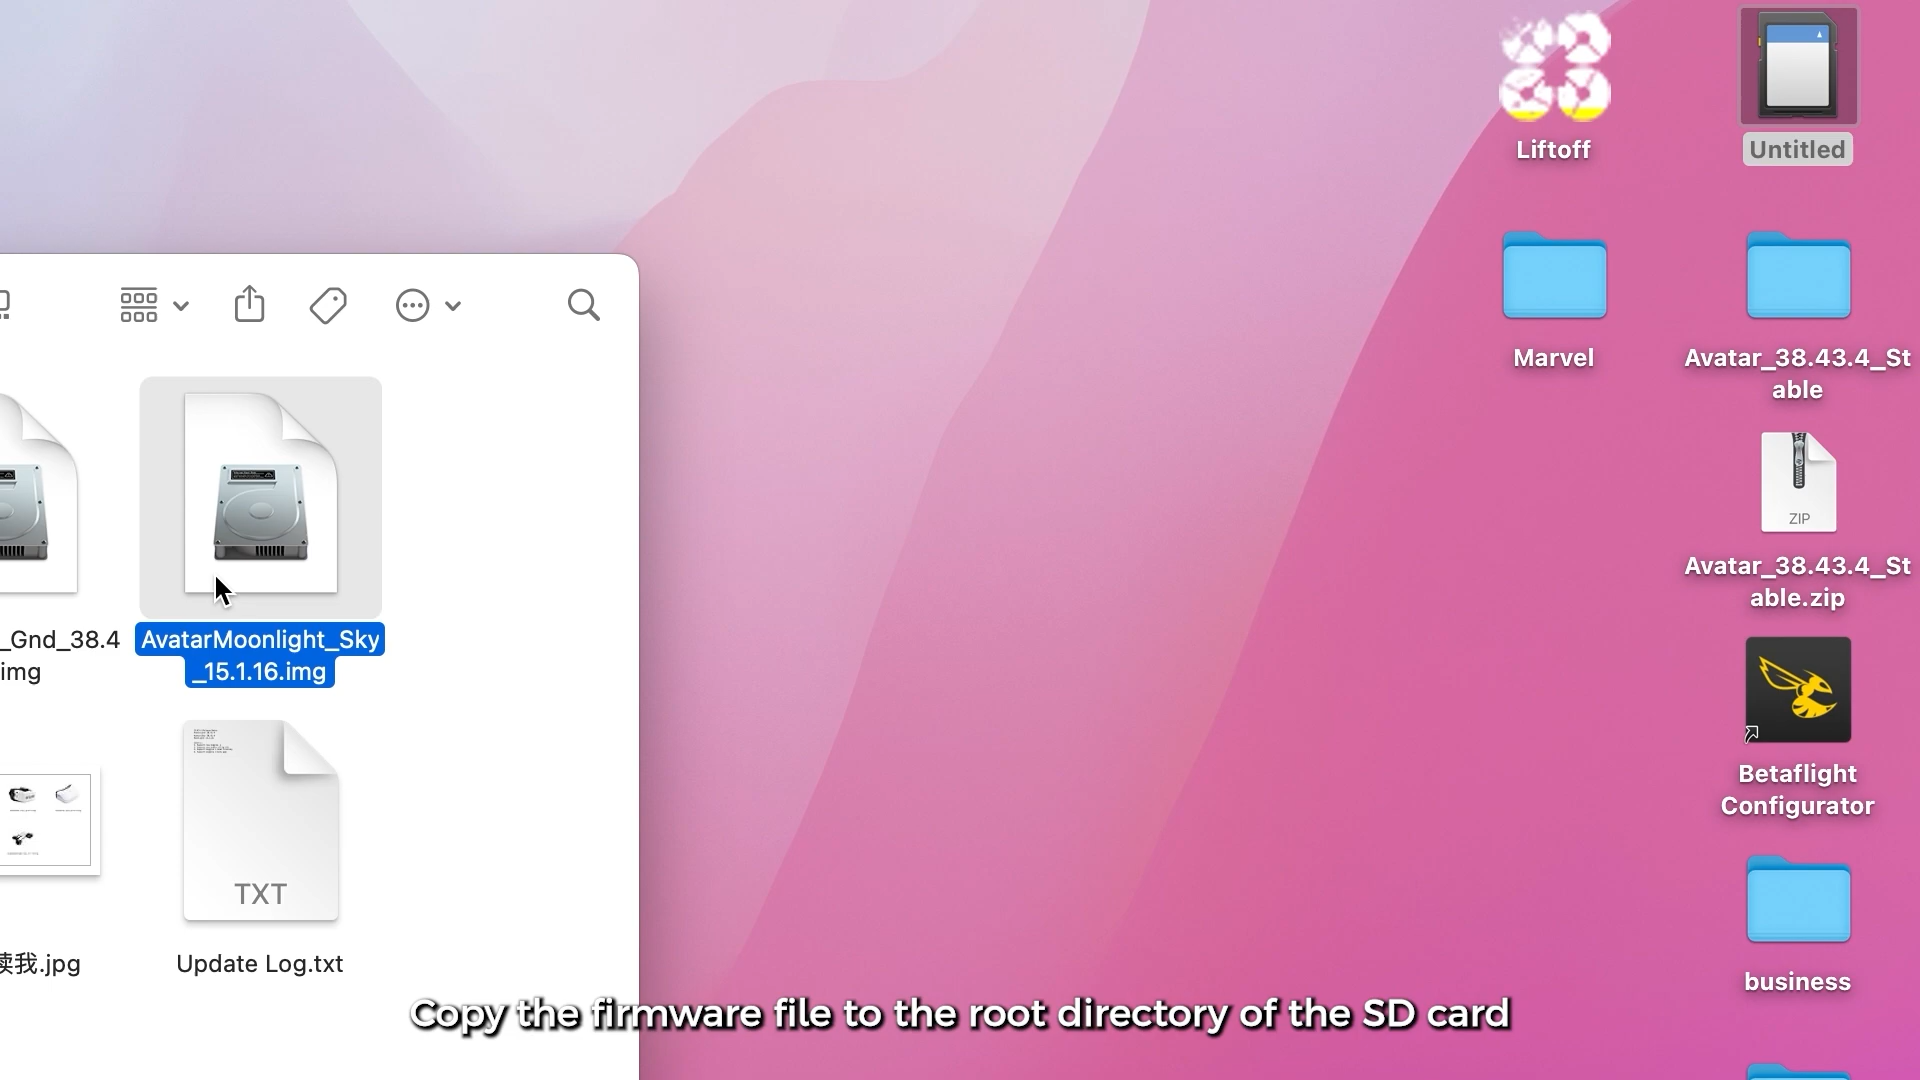 Liftoff
Untitled
Marvel
Avatar_38.43.4_St
able
ZIP
Avatar_38.43.4_St
able.zip
_Gnd_38.4
img
AvatarMoonlight_Sky
_15.1.16.img
Betaflight
Configurator
TXT
读我.jpg
Update Log.txt
business
Copy the firmware file to the root directory of the SD card